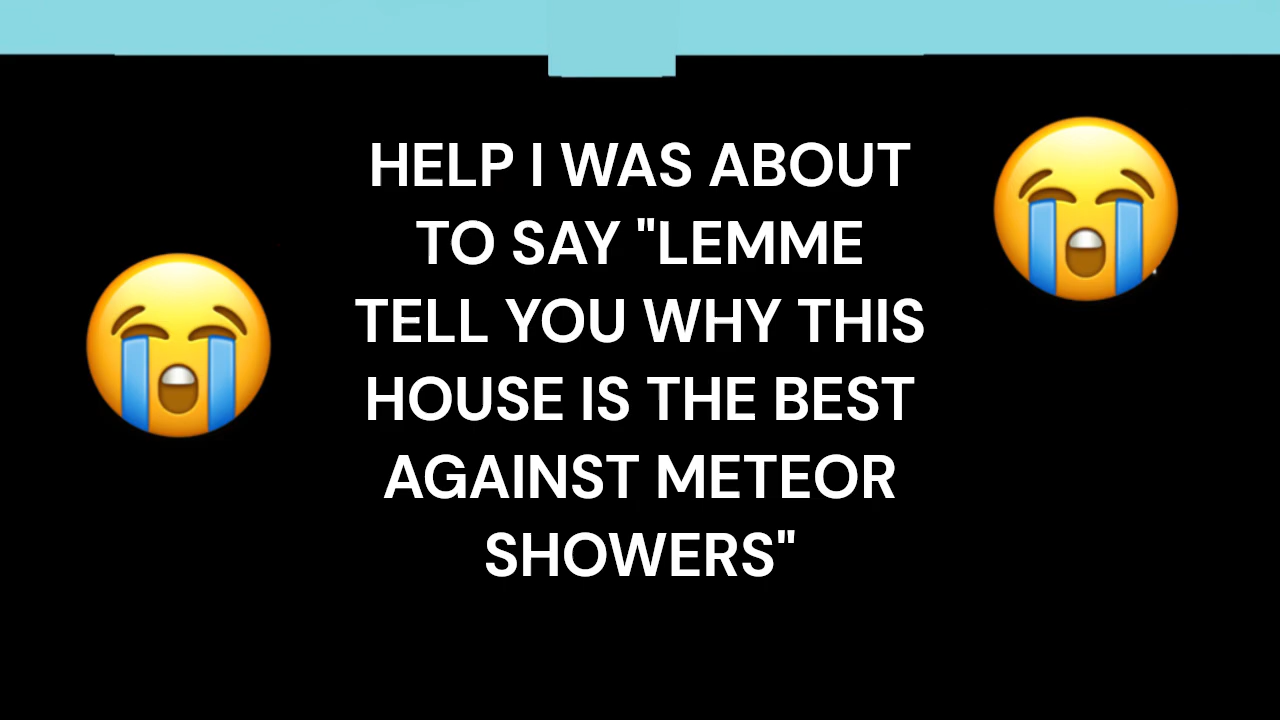 HELP I WAS ABOUT
TO SAY "LEMME
TELL YOU WHY THIS
HOUSE IS THE BEST
AGAINST METEOR
SHOWERS"